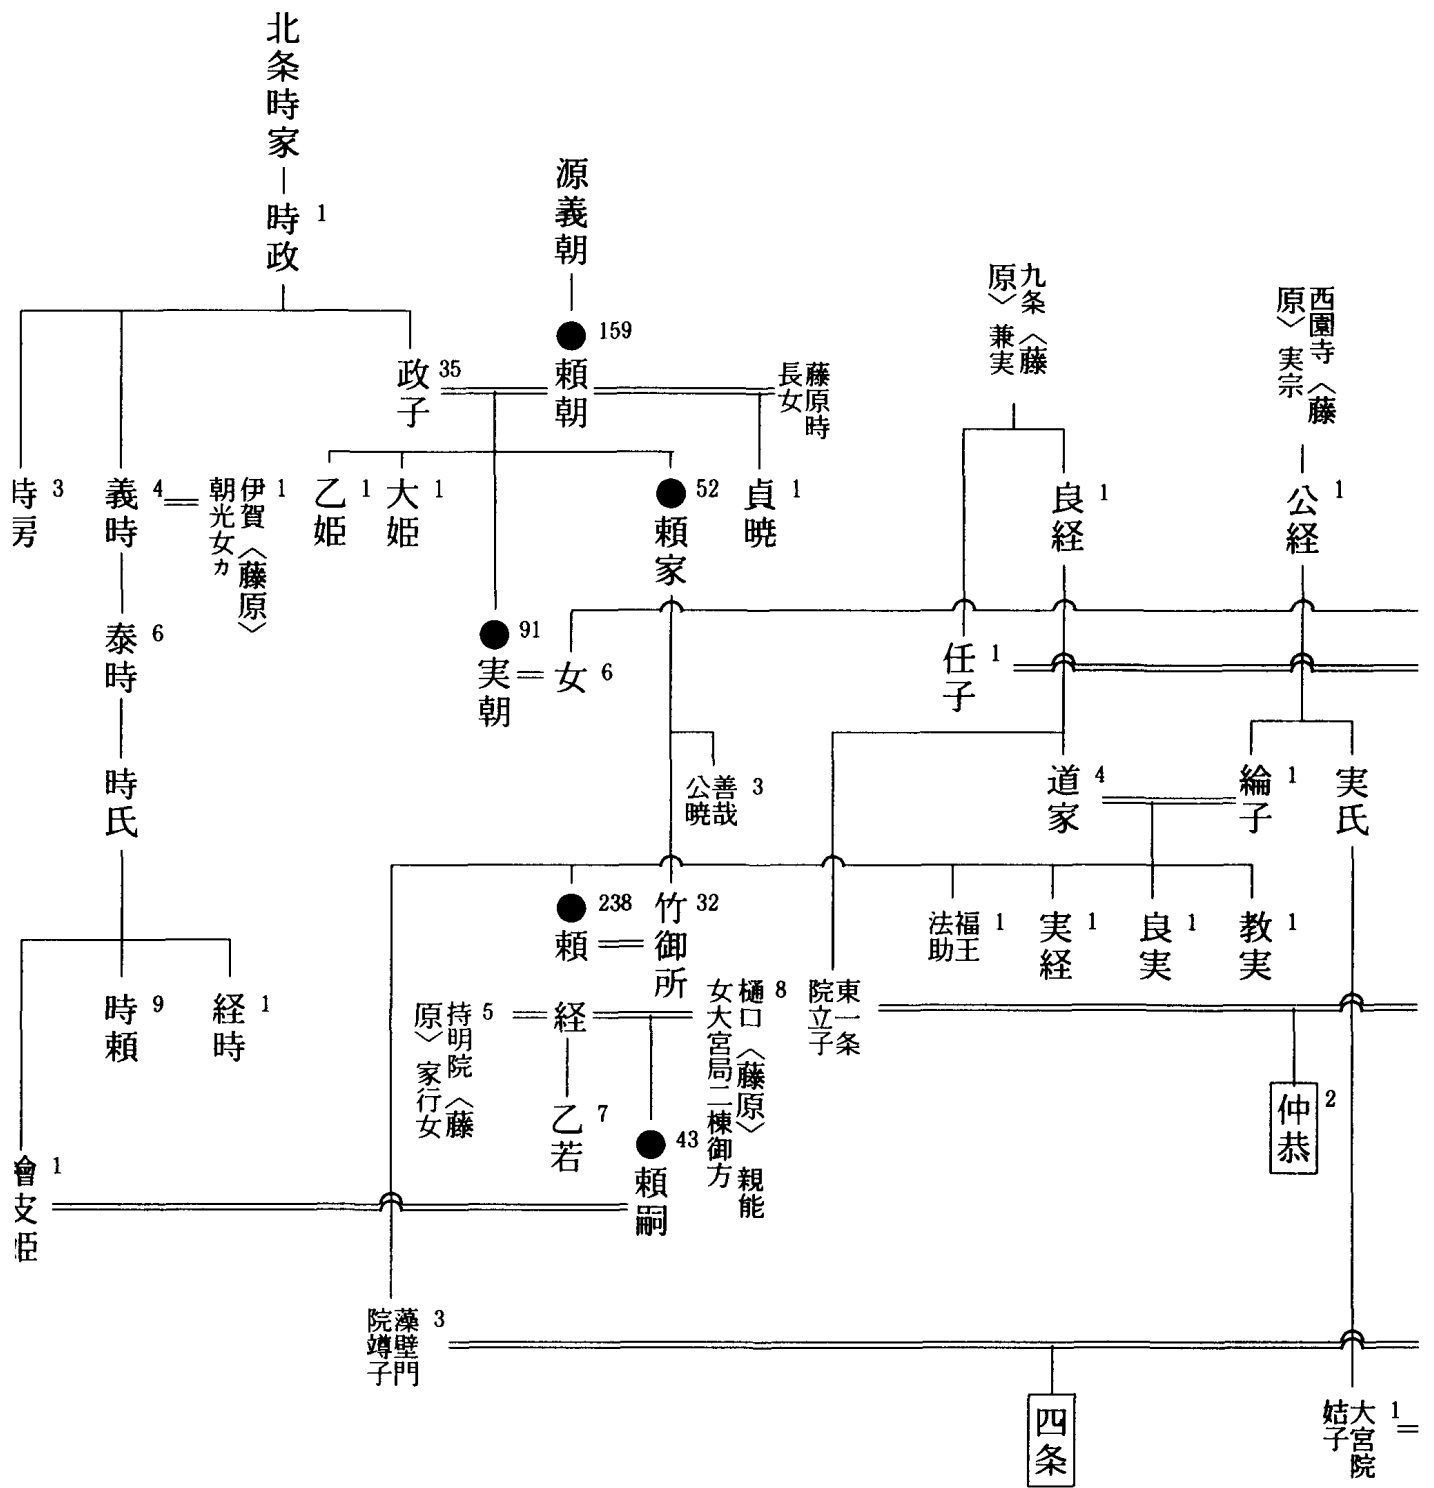 北条時家
時政 1
源義朝
●159
頼朝
九条〈藤
原〉兼実
西園寺〈藤
原〉実宗
政子 35
藤原時
長女
時房 3
義時 4
伊賀〈藤原〉 1
朝光女カ
乙姫 1
大姫 1
●52
頼家
貞暁 1
良経 1
公経 1
泰時 6
●91
実朝
女 6
任子 1
時氏
善哉 3
公暁
道家 4
綸子 1
実氏
●238
頼
経
竹御所 32
福王 1
法助
実経 1
良実 1
教実 1
時頼 9
経時 1
持明院〈藤 5
原〉家行女
樋口〈藤原〉親能 8
女大宮局二棟御方
東一条
院立子
乙若 7
●43
頼嗣
仲恭 2
1
藻璧門 3
院竴子
四条
大宮院 1
姞子